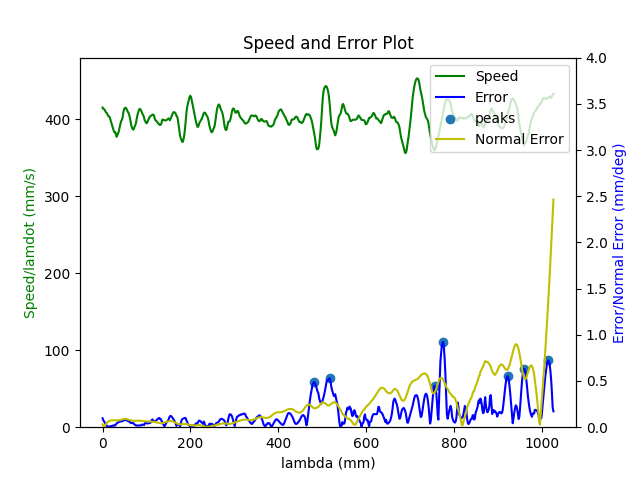 Speed and Error Plot
Speed
Error
peaks
Normal Error
Speed/lamdot (mm/s)
400
300
200
100
0
4.0
3.5
3.0
2.5
2.0
1.5
1.0
0.5
0.0
Error/Normal Error (mm/deg)
0 200 400 600 800 1000
lambda (mm)